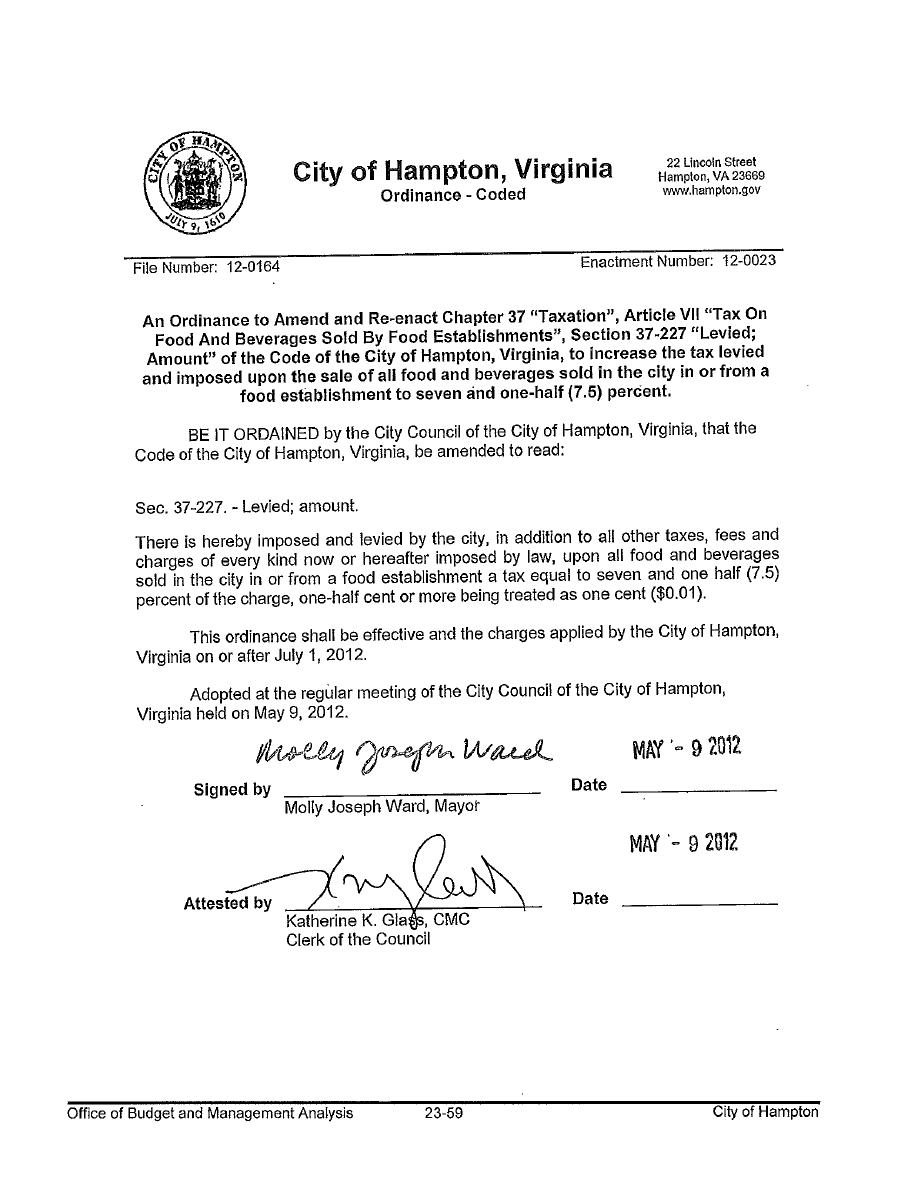 CITY OF HAMPTON
JULY 9, 1610
City of Hampton, Virginia
Ordinance - Coded
22 Lincoln Street
Hampton, VA 23669
www.hampton.gov
File Number: 12-0164
Enactment Number: 12-0023
An Ordinance to Amend and Re-enact Chapter 37 "Taxation", Article VII "Tax On
Food And Beverages Sold By Food Establishments", Section 37-227 "Levied;
Amount" of the Code of the City of Hampton, Virginia, to increase the tax levied
and imposed upon the sale of all food and beverages sold in the city in or from a
food establishment to seven and one-half (7.5) percent.
BE IT ORDAINED by the City Council of the City of Hampton, Virginia, that the
Code of the City of Hampton, Virginia, be amended to read:
Sec. 37-227. - Levied; amount.
There is hereby imposed and levied by the city, in addition to all other taxes, fees and
charges of every kind now or hereafter imposed by law, upon all food and beverages
sold in the city in or from a food establishment a tax equal to seven and one half (7.5)
percent of the charge, one-half cent or more being treated as one cent ($0.01).
This ordinance shall be effective and the charges applied by the City of Hampton,
Virginia on or after July 1, 2012.
Adopted at the regular meeting of the City Council of the City of Hampton,
Virginia held on May 9, 2012.
Molly Joseph Ward
MAY - 9 2012
Signed by
Date
Molly Joseph Ward, Mayor
MAY - 9 2012
Attested by
Date
Katherine K. Glass, CMC
Clerk of the Council
Office of Budget and Management Analysis
23-59
City of Hampton